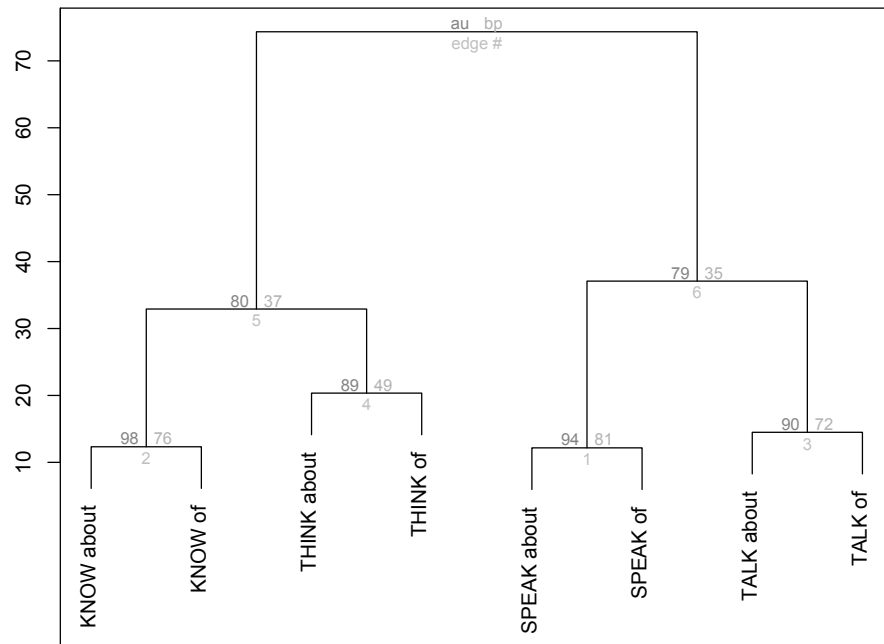 au bp
edge #
70
60
50
40
30
20
10
80 37
5
79 35
6
89 49
4
98 76
2
94 81
1
90 72
3
KNOW about
KNOW of
THINK about
THINK of
SPEAK about
SPEAK of
TALK about
TALK of